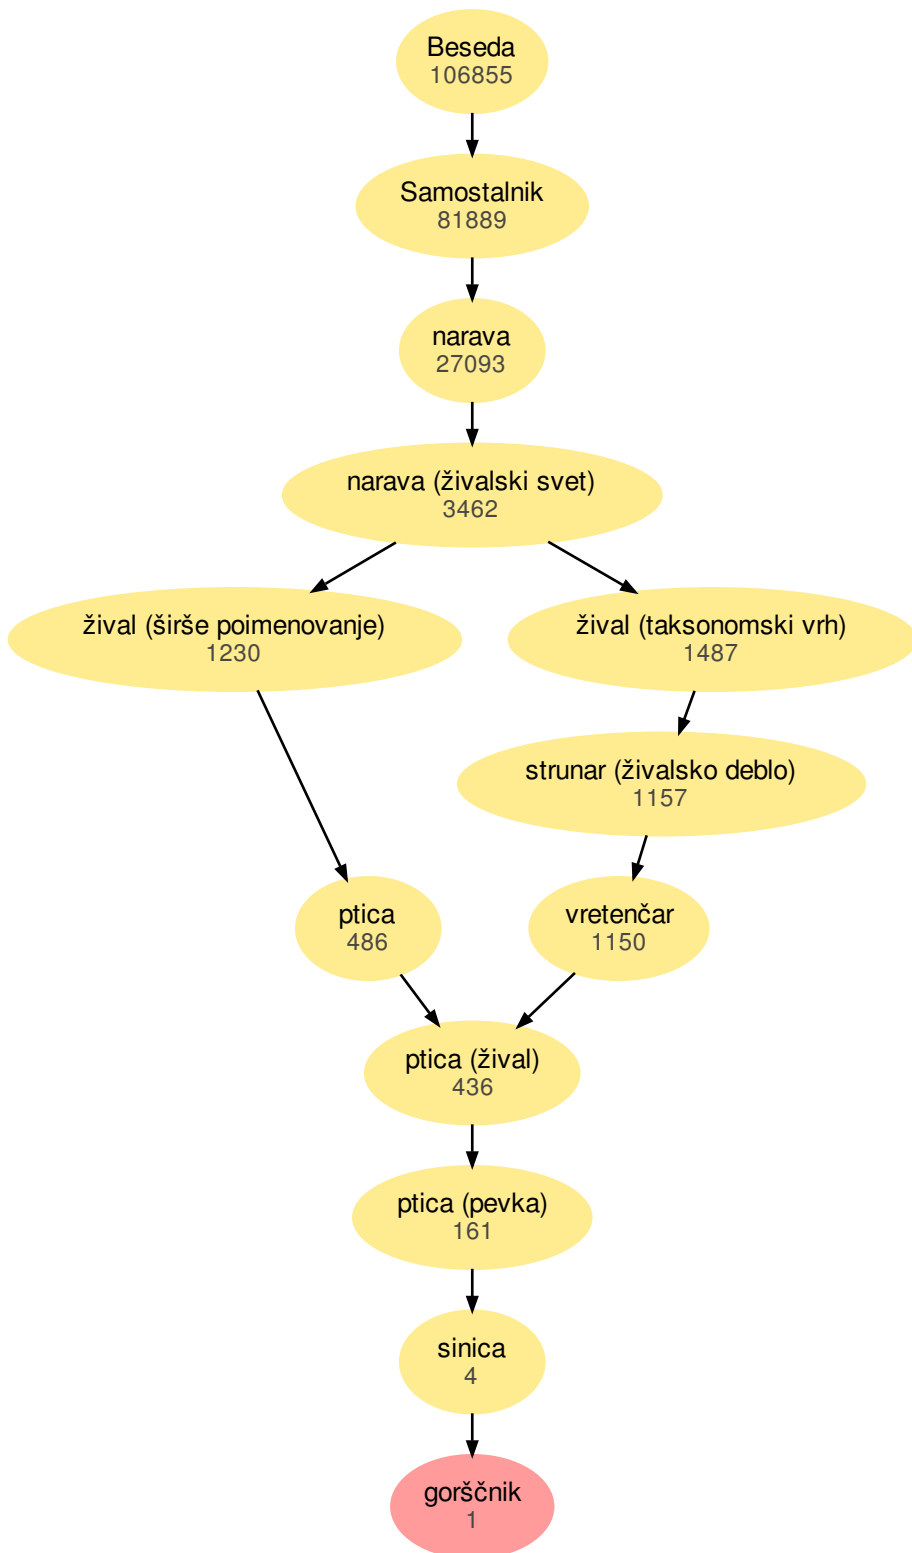 Beseda
106855
Samostalnik
81889
narava
27093
narava (živalski svet)
3462
žival (širše poimenovanje)
1230
žival (taksonomski vrh)
1487
strunar (živalsko deblo)
1157
ptica
486
vretenčar
1150
ptica (žival)
436
ptica (pevka)
161
sinica
4
gorščnik
1